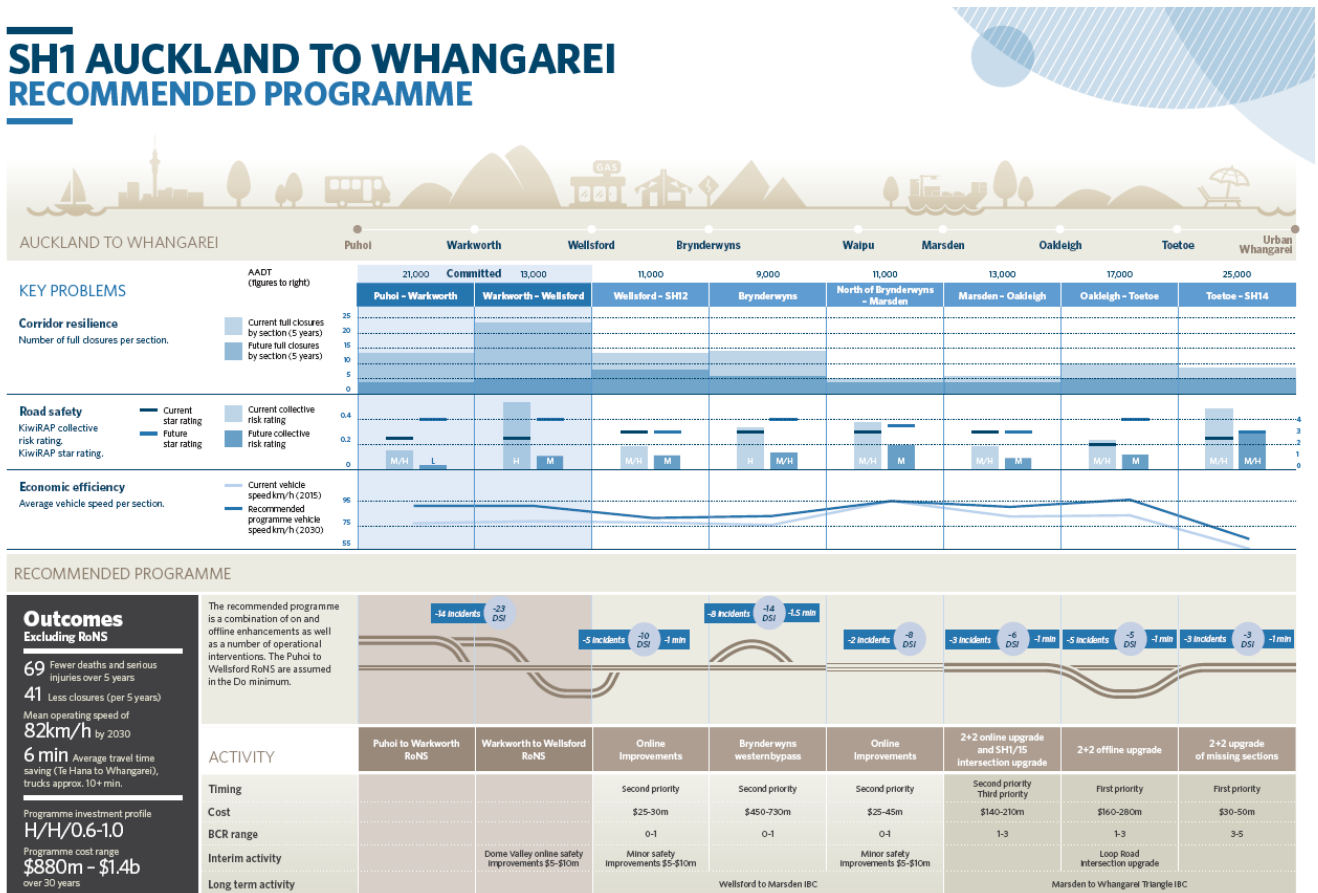 SH1 AUCKLAND TO WHANGAREI
RECOMMENDED PROGRAMME
GAS
AUCKLAND TO WHANGAREI
Puhoi
Warkworth
Wellsford
Brynderwyns
Waipu
Marsden
Oakleigh
Toetoe
Urban
Whangarei
KEY PROBLEMS
AADT
(figures to right)
21,000
Committed
13,000
11,000
9,000
11,000
13,000
17,000
25,000
Puhoi – Warkworth
Warkworth – Wellsford
Wellsford – SH12
Brynderwyns
North of Brynderwyns
– Marsden
Marsden – Oakleigh
Oakleigh – Toetoe
Toetoe – SH14
Corridor resilience
Number of full closures per section.
Current full closures
by section (5 years)
Future full closures
by section (5 years)
25
20
15
10
5
0
Road safety
KiwiRAP collective
risk rating.
KiwiRAP star rating.
Current
star rating
Future
star rating
Current collective
risk rating
Future collective
risk rating
0.4
0.2
0
M/H
L
H
M
M/H
M
H
M/H
M/H
M
M/H
M
M/H
M
M/H
M/H
4
3
2
1
0
Economic efficiency
Average vehicle speed per section.
Current vehicle
speed km/h (2015)
Recommended
programme vehicle
speed km/h (2030)
95
75
55
RECOMMENDED PROGRAMME
Outcomes
Excluding RoNS
69 Fewer deaths and serious
injuries over 5 years
41 Less closures (per 5 years)
Mean operating speed of
82km/h by 2030
6 min Average travel time
saving (Te Hana to Whangarei),
trucks approx. 10+ min.
Programme investment profile
H/H/0.6-1.0
Programme cost range
$880m – $1.4b
over 30 years
The recommended programme
is a combination of on and
offline enhancements as well
as a number of operational
interventions. The Puhoi to
Wellsford RoNS are assumed
in the Do minimum.
-14 incidents
-23
DSI
-5 incidents
-10
DSI
-1 min
-8 incidents
-14
DSI
-1.5 min
-2 incidents
-8
DSI
-3 incidents
-6
DSI
-1 min
-5 incidents
-5
DSI
-1 min
-3 incidents
-3
DSI
-1 min
ACTIVITY
Puhoi to Warkworth
RoNS
Warkworth to Wellsford
RoNS
Online
Improvements
Brynderwyns
western bypass
Online
Improvements
2+2 online upgrade
and SH1/15
intersection upgrade
2+2 offline upgrade
2+2 upgrade
of missing sections
Timing
Second priority
Second priority
Second priority
Second priority
Third priority
First priority
First priority
Cost
$25-30m
$450-730m
$25-45m
$140-210m
$160-280m
$30-50m
BCR range
0-1
0-1
0-1
1-3
1-3
3-5
Interim activity
Dome Valley online safety
improvements $5-$10m
Minor safety
improvements $5-$10m
Minor safety
improvements $5-$10m
Loop Road
intersection upgrade
Long term activity
Wellsford to Marsden IBC
Marsden to Whangarei Triangle IBC